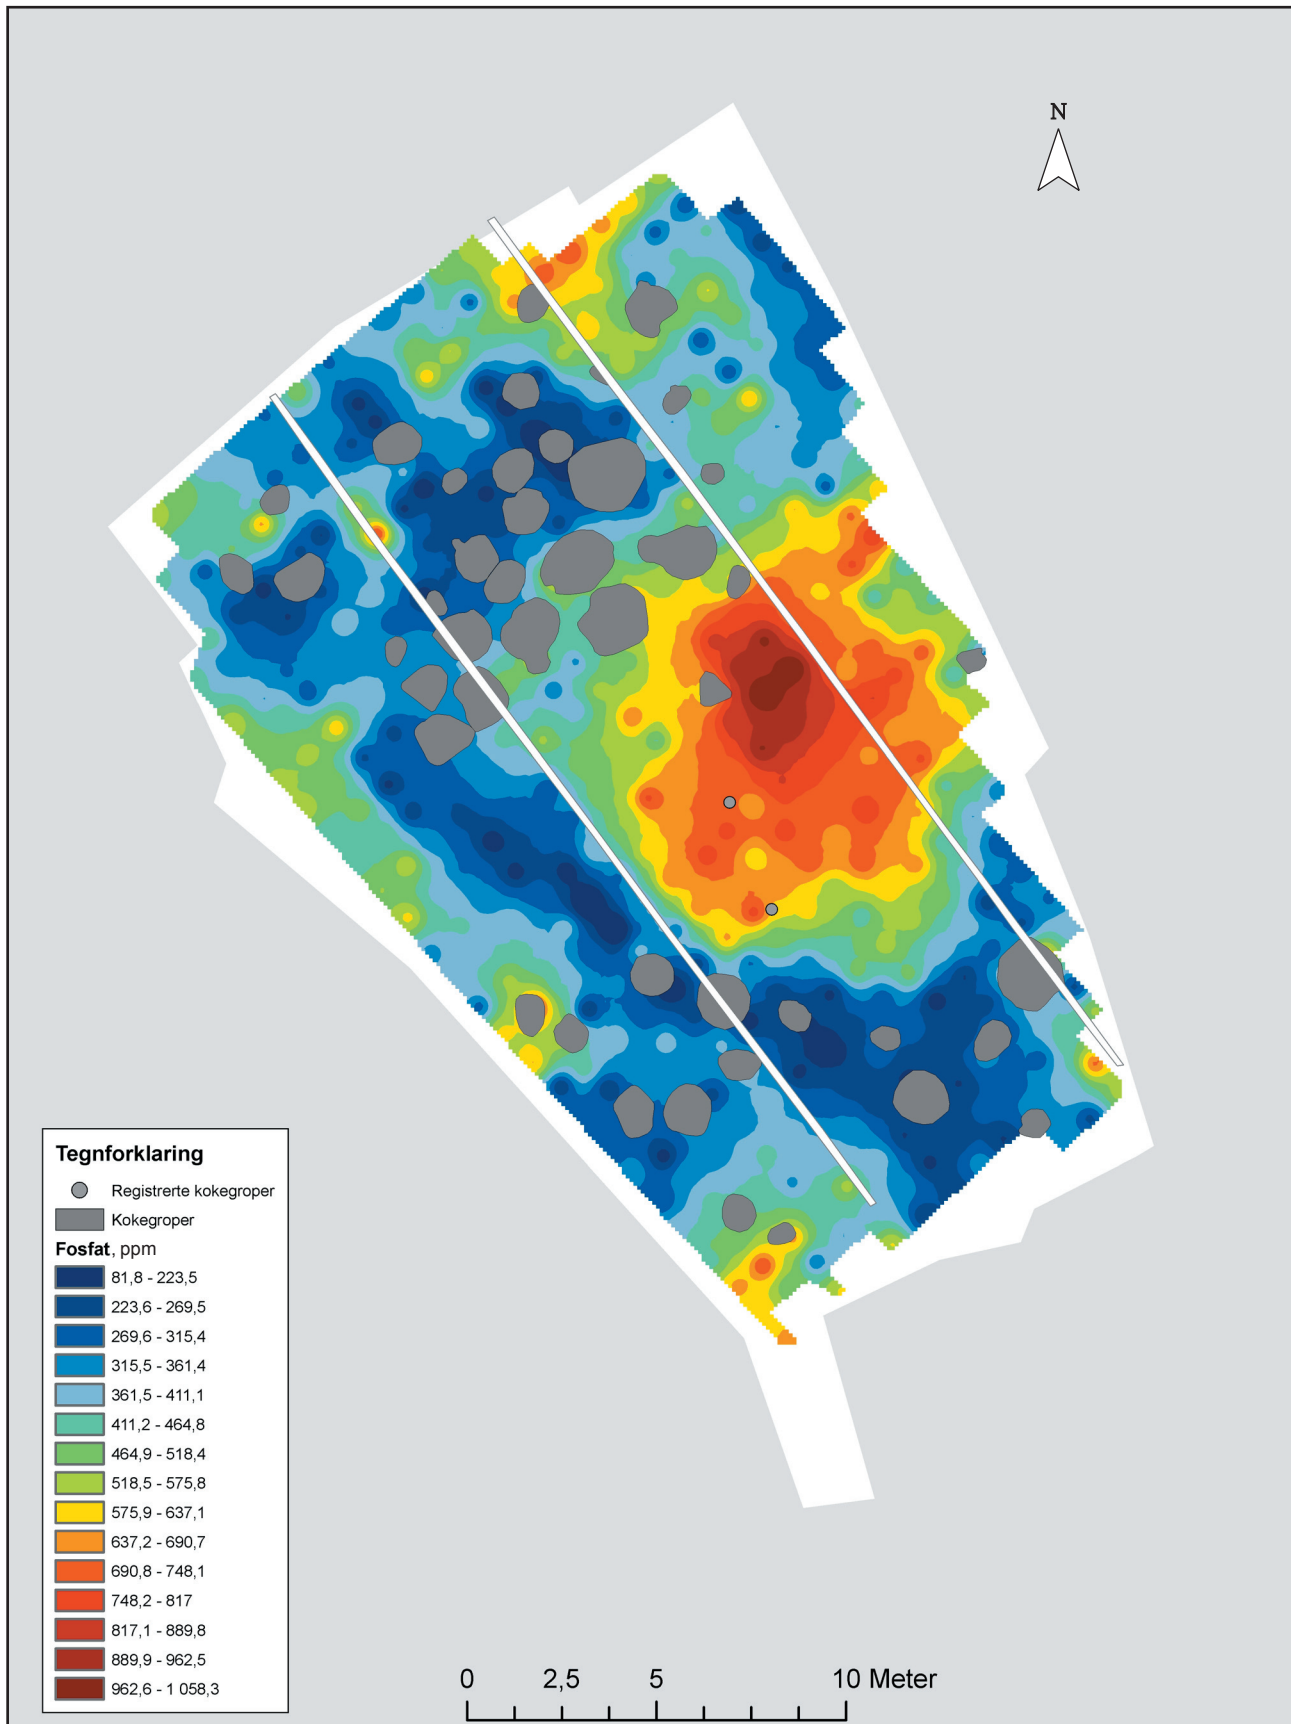 N
Tegnforklaring
Registrerte kokegroper
Kokegroper
Fosfat, ppm
81,8 - 223,5
223,6 - 269,5
269,6 - 315,4
315,5 - 361,4
361,5 - 411,1
411,2 - 464,8
464,9 - 518,4
518,5 - 575,8
575,9 - 637,1
637,2 - 690,7
690,8 - 748,1
748,2 - 817
817,1 - 889,8
889,9 - 962,5
962,6 - 1 058,3
0 2,5 5 10 Meter